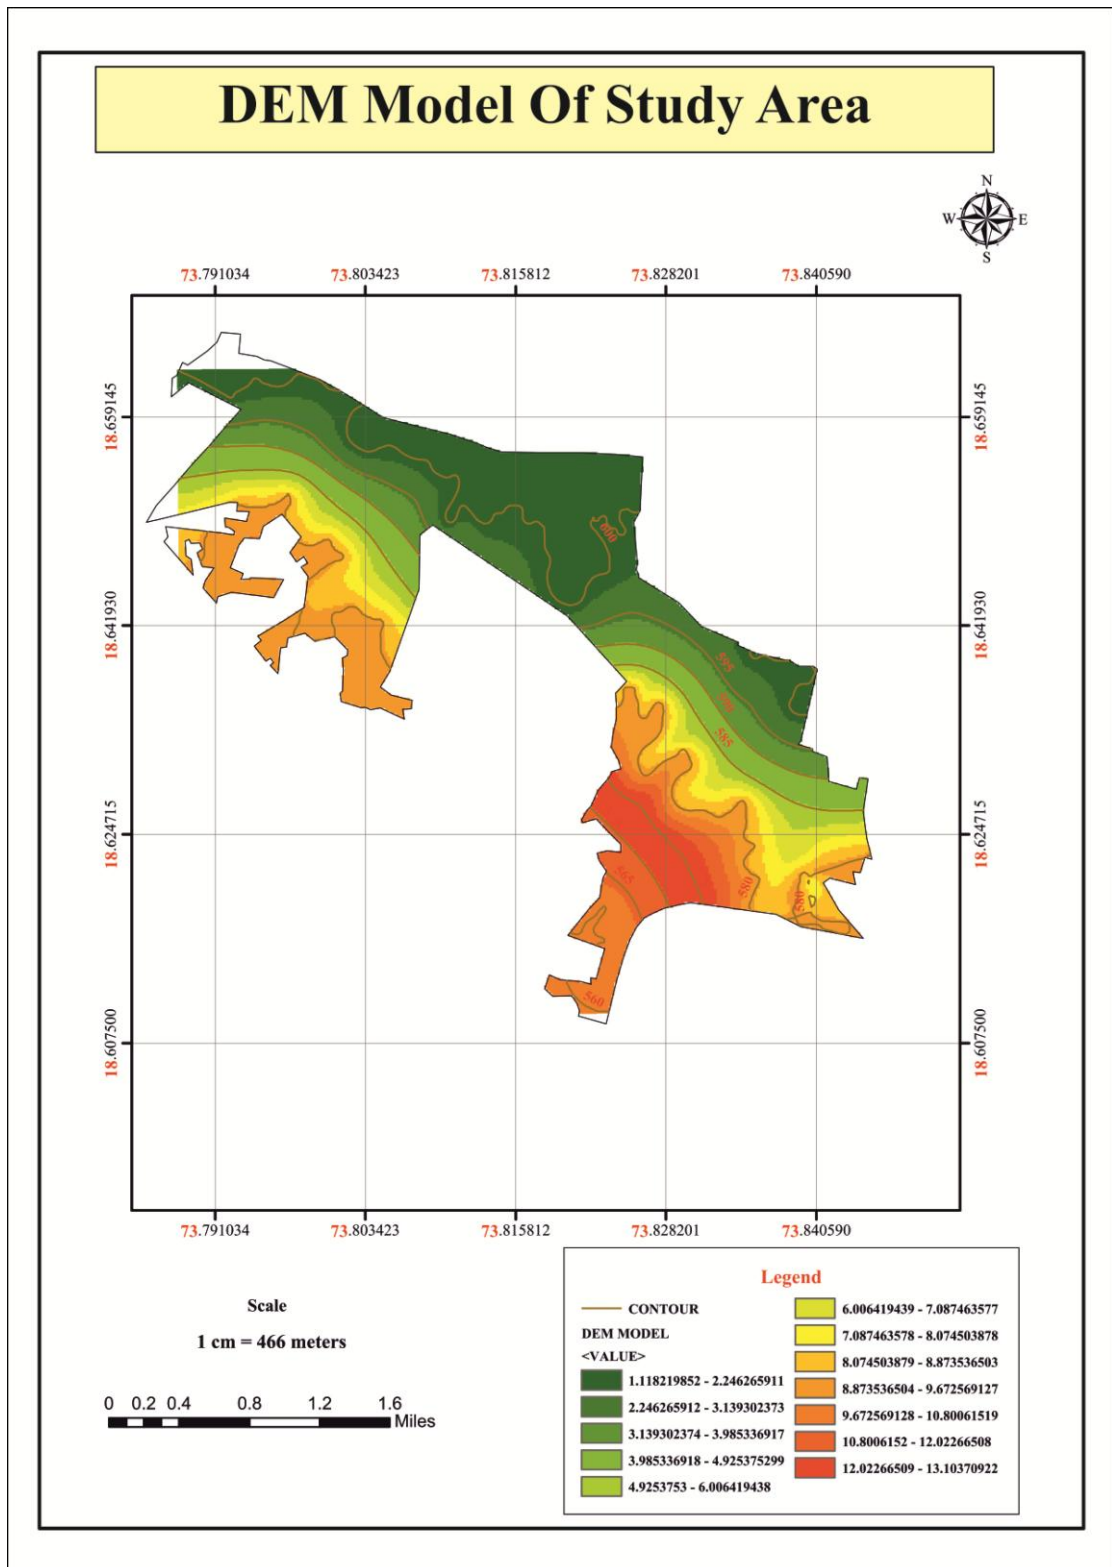 DEM Model Of Study Area
N
W E
S
73.791034 73.803423 73.815812 73.828201 73.840590
18.659145 18.659145
600
18.641930 18.641930
595
590
585
18.624715 18.624715
565
580
580
560
18.607500 18.607500
73.791034 73.803423 73.815812 73.828201 73.840590
Scale
1 cm = 466 meters
0 0.2 0.4 0.8 1.2 1.6
Miles
Legend
CONTOUR
DEM MODEL
<VALUE>
1.118219852 - 2.246265911
2.246265912 - 3.139302373
3.139302374 - 3.985336917
3.985336918 - 4.925375299
4.9253753 - 6.006419438
6.006419439 - 7.087463577
7.087463578 - 8.074503878
8.074503879 - 8.873536503
8.873536504 - 9.672569127
9.672569128 - 10.80061519
10.8006152 - 12.02266508
12.02266509 - 13.10370922